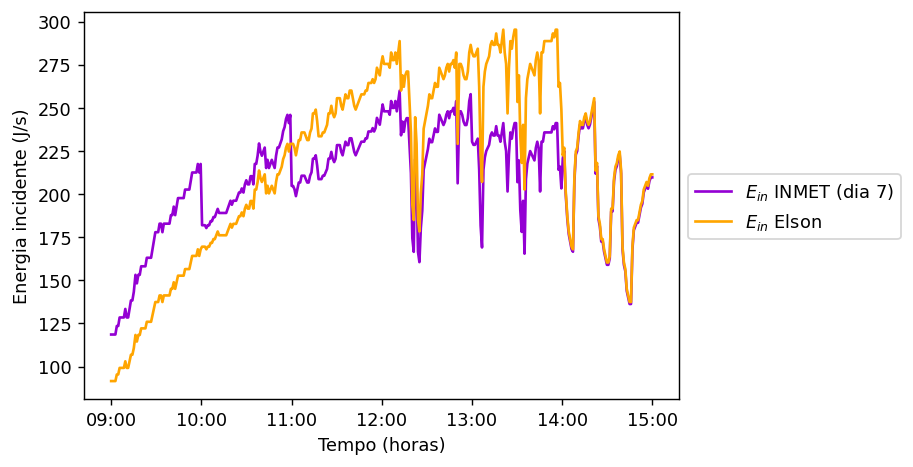 300
275
250
225
200
175
150
125
100
Energia incidente (J/s)
09:00 10:00 11:00 12:00 13:00 14:00 15:00
Tempo (horas)
E_in INMET (dia 7)
E_in Elson